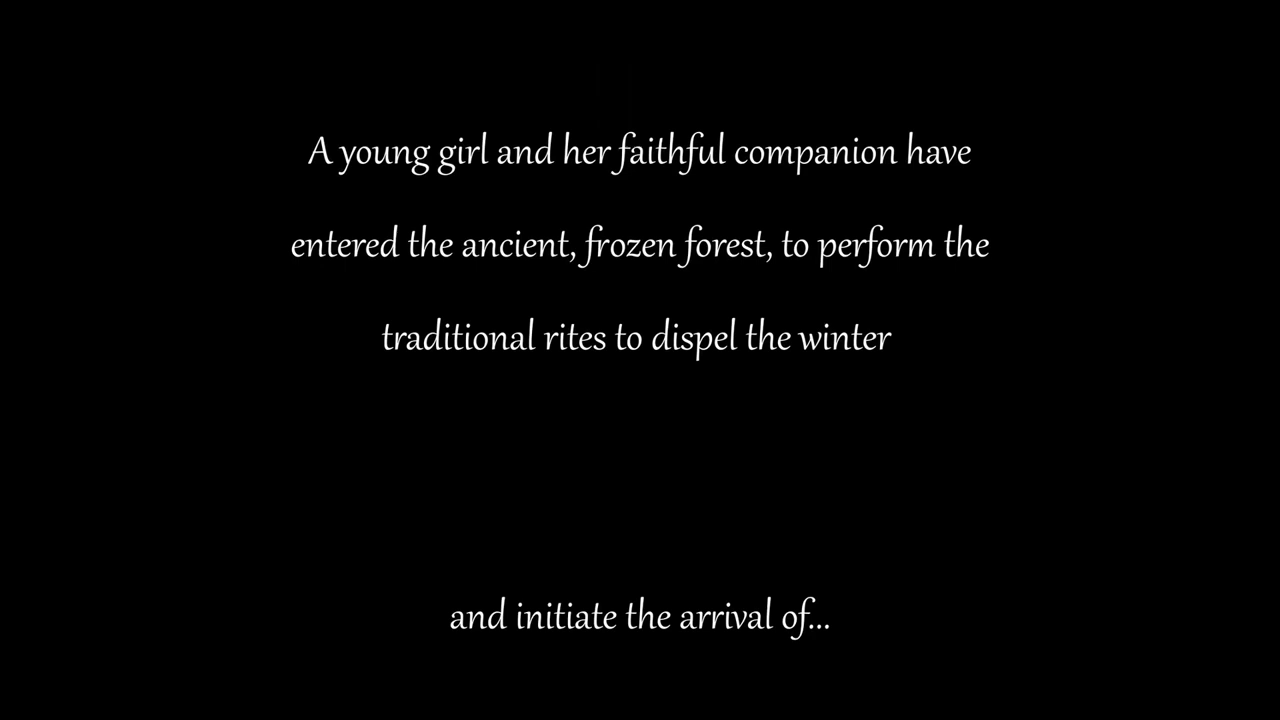 A young girl and her faithful companion have
entered the ancient, frozen forest, to perform the
traditional rites to dispel the winter
and initiate the arrival of...